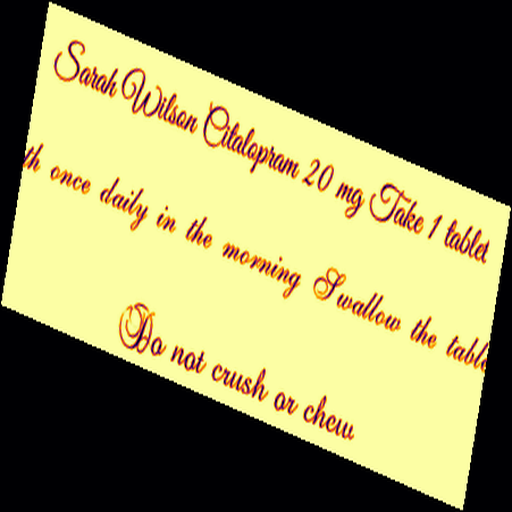 Sarah Wilson Citalopram 20 mg Take 1 tablet
once daily in the morning Swallow the
Do not crush or chew